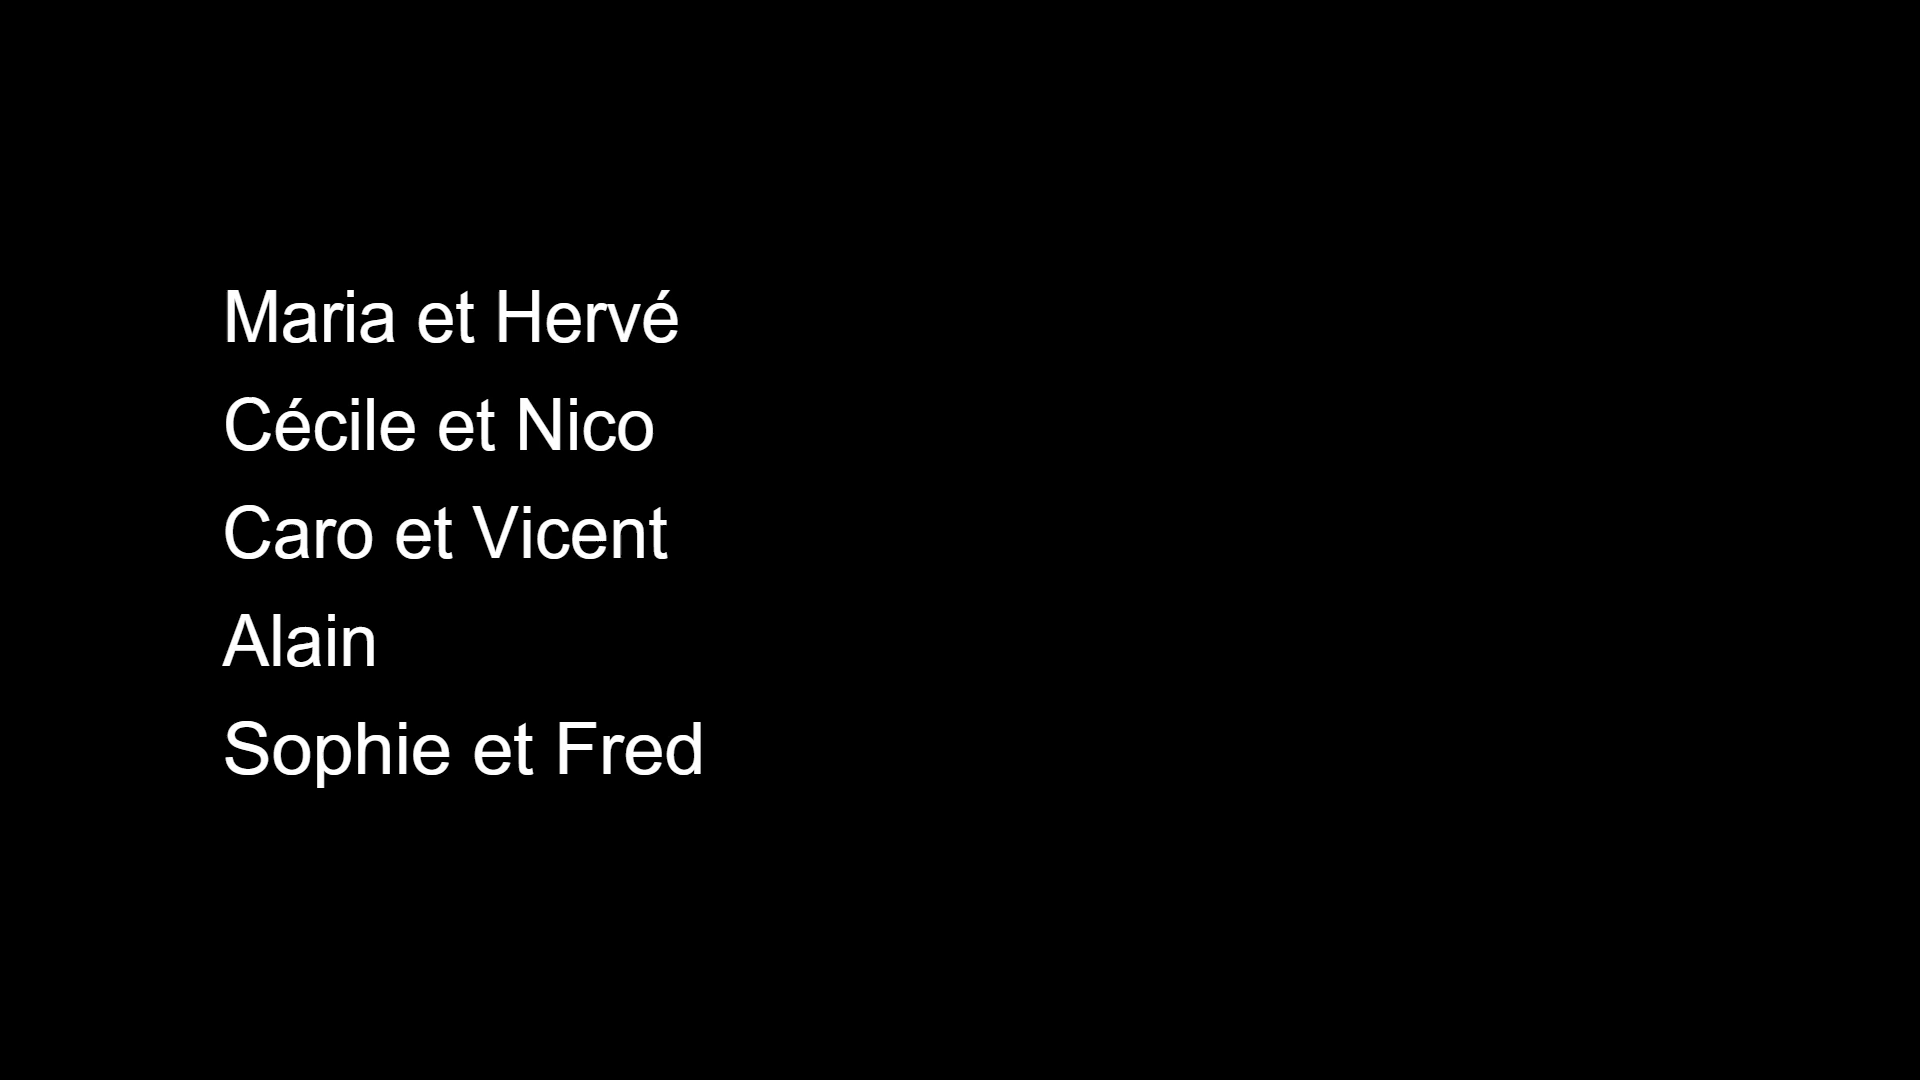 Maria et Hervé
Cécile et Nico
Caro et Vicent
Alain
Sophie et Fred